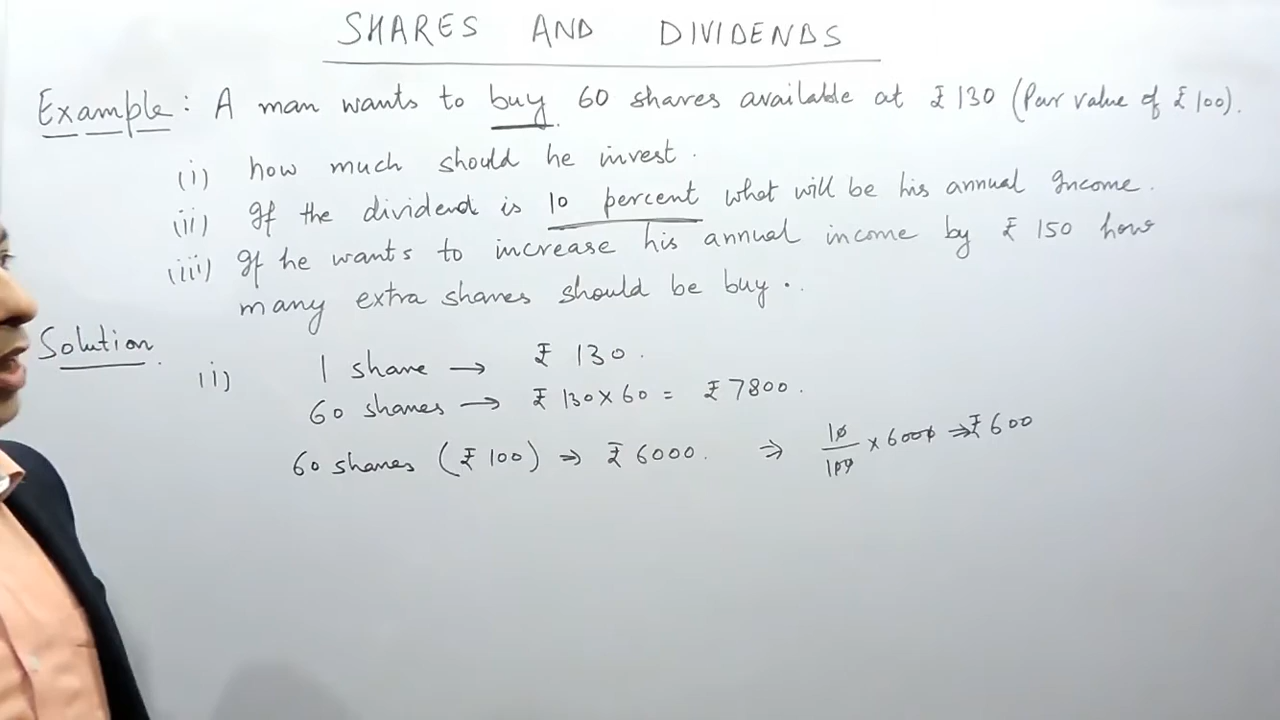 SHARES AND DIVIDENDS
Example: A man wants to buy 60 shares available at ₹ 130 (Par value of ₹ 100).
(i) how much should he invest.
(ii) If the dividend is 10 percent what will be his annual Income.
(iii) If he wants to increase his annual income by ₹ 150 how
many extra shares should be buy.
Solution
ii) 1 share → ₹ 130.
60 shares → ₹ 130 x 60 = ₹ 7800.
60 shares (₹ 100) ⇒ ₹ 6000. ⇒ 10/100 x 6000 ⇒ ₹ 600